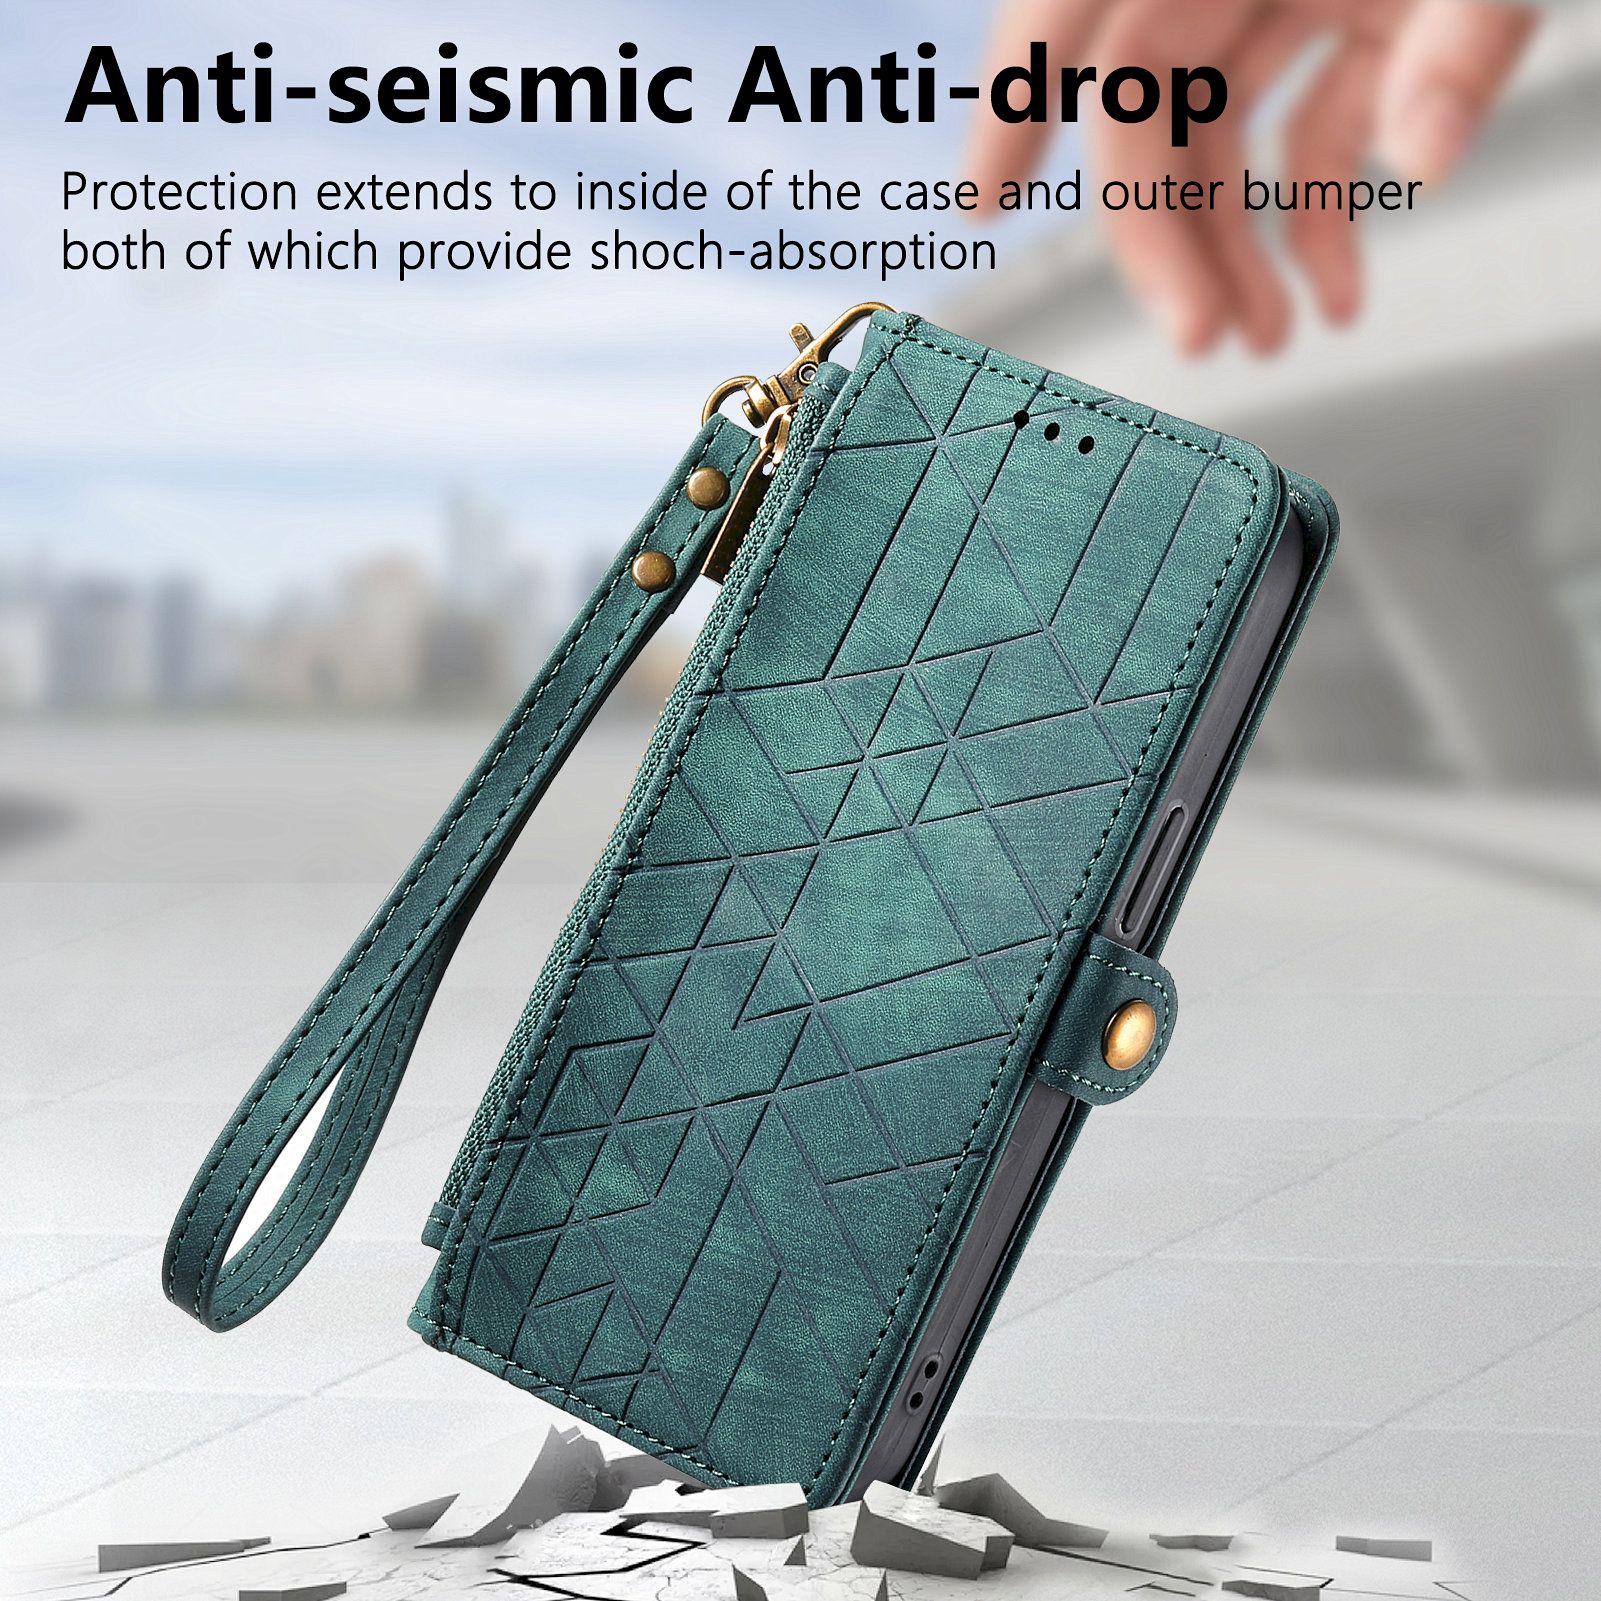 Anti-seismic Anti-drop
Protection extends to inside of the case and outer bumper
both of which provide shoch-absorption